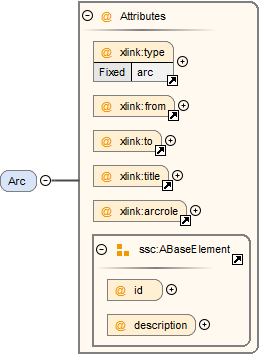 Attributes
@ xlink:type
Fixed arc
@ xlink:from
@ xlink:to
@ xlink:title
@ xlink:arcrole
Arc
ssc:ABaseElement
@ id
@ description